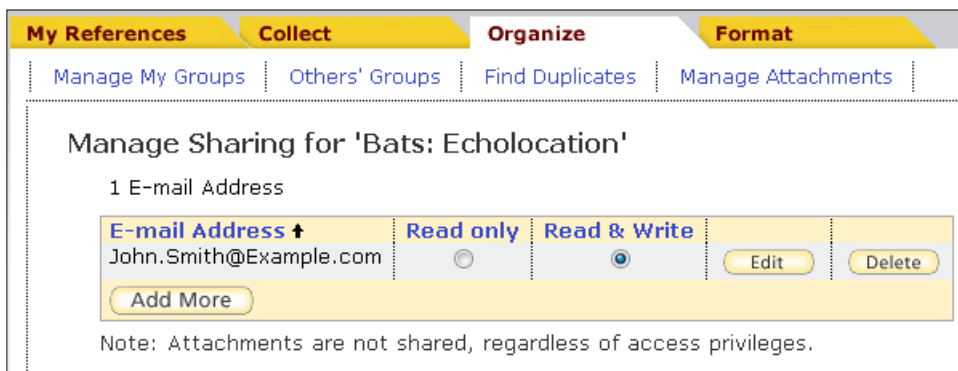 My References Collect Organize Format
Manage My Groups Others' Groups Find Duplicates Manage Attachments
Manage Sharing for 'Bats: Echolocation'
1 E-mail Address
E-mail Address Read only Read & Write
John.Smith@Example.com Edit Delete
Add More
Note: Attachments are not shared, regardless of access privileges.